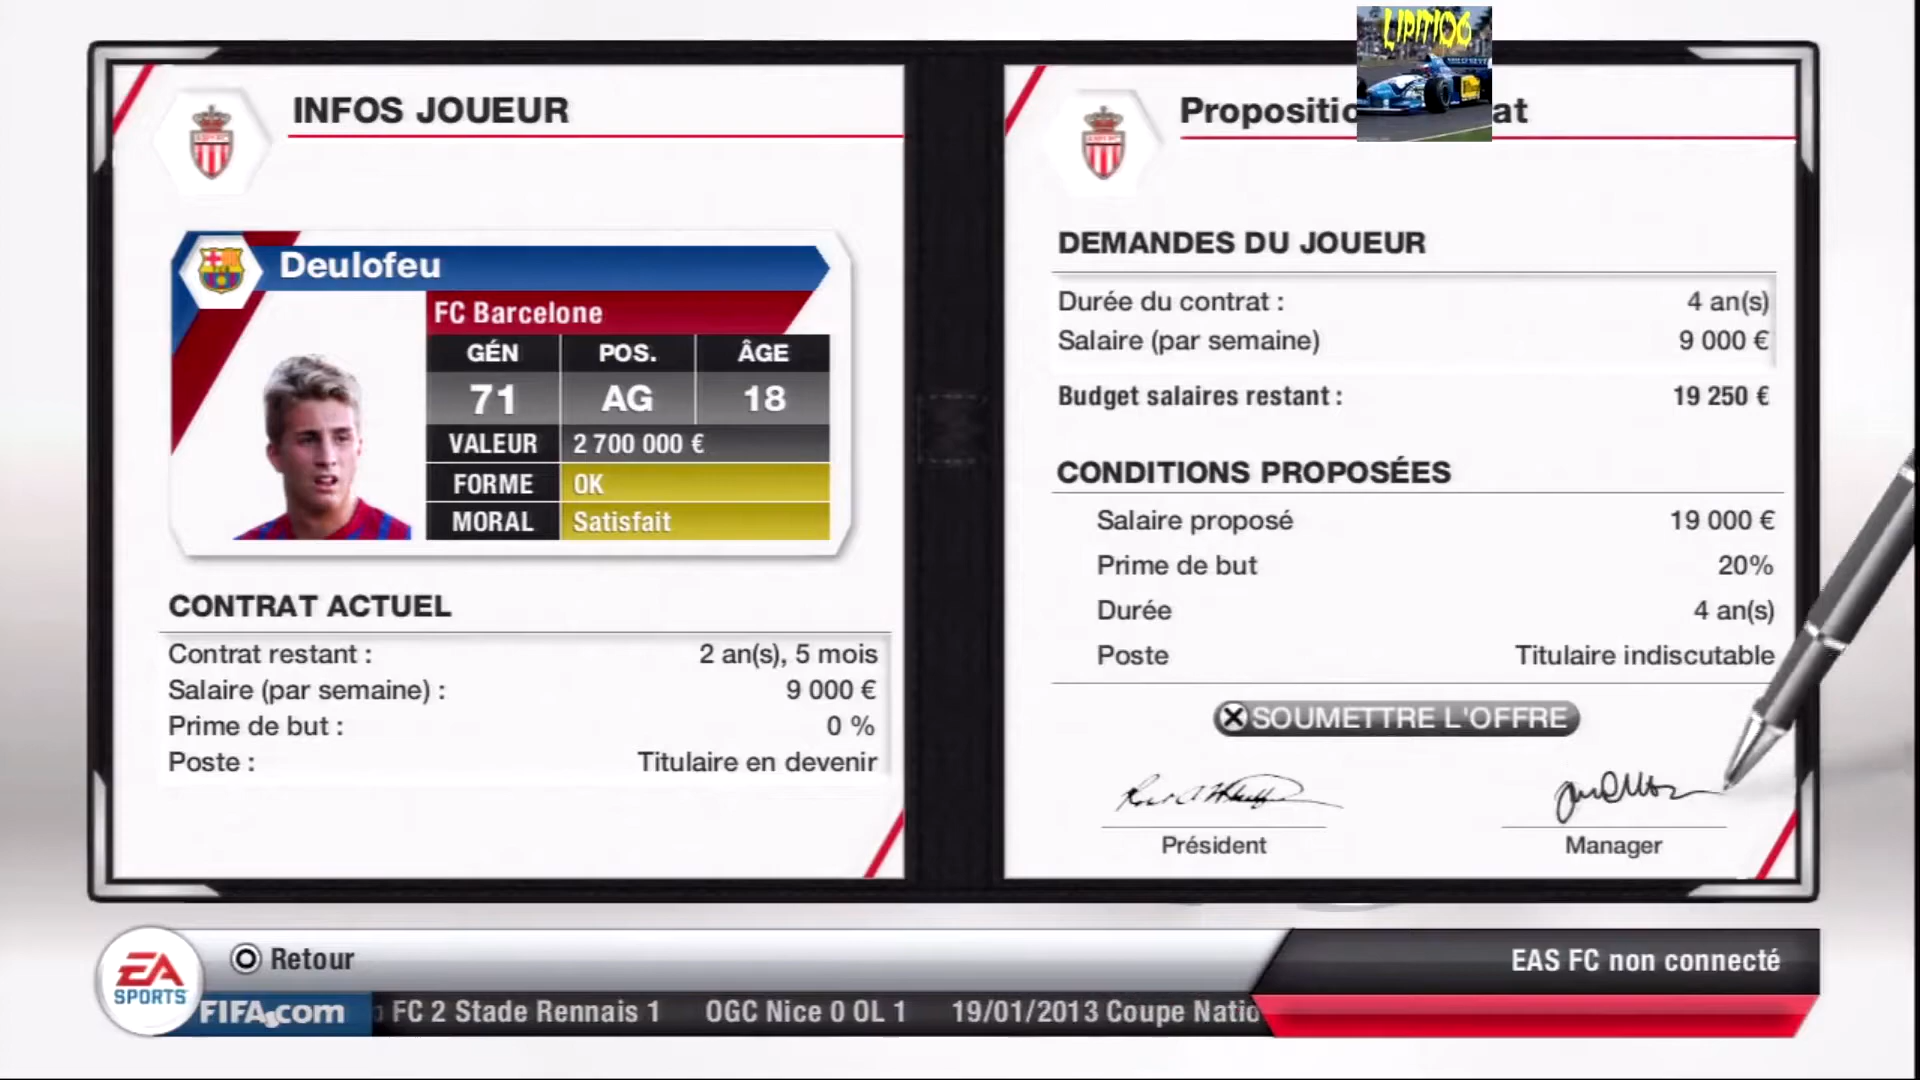 LIPITI06
INFOS JOUEUR
Deulofeu
FC Barcelone
GÉN POS. ÂGE
71 AG 18
VALEUR 2 700 000 €
FORME OK
MORAL Satisfait
CONTRAT ACTUEL
Contrat restant : 2 an(s), 5 mois
Salaire (par semaine) : 9 000 €
Prime de but : 0 %
Poste : Titulaire en devenir
Propositio at
DEMANDES DU JOUEUR
Durée du contrat : 4 an(s)
Salaire (par semaine) 9 000 €
Budget salaires restant : 19 250 €
CONDITIONS PROPOSÉES
Salaire proposé 19 000 €
Prime de but 20%
Durée 4 an(s)
Poste Titulaire indiscutable
SOUMETTRE L'OFFRE
Président Manager
EA SPORTS
Retour
EAS FC non connecté
FIFA.com FC 2 Stade Rennais 1 OGC Nice 0 OL 1 19/01/2013 Coupe Natio